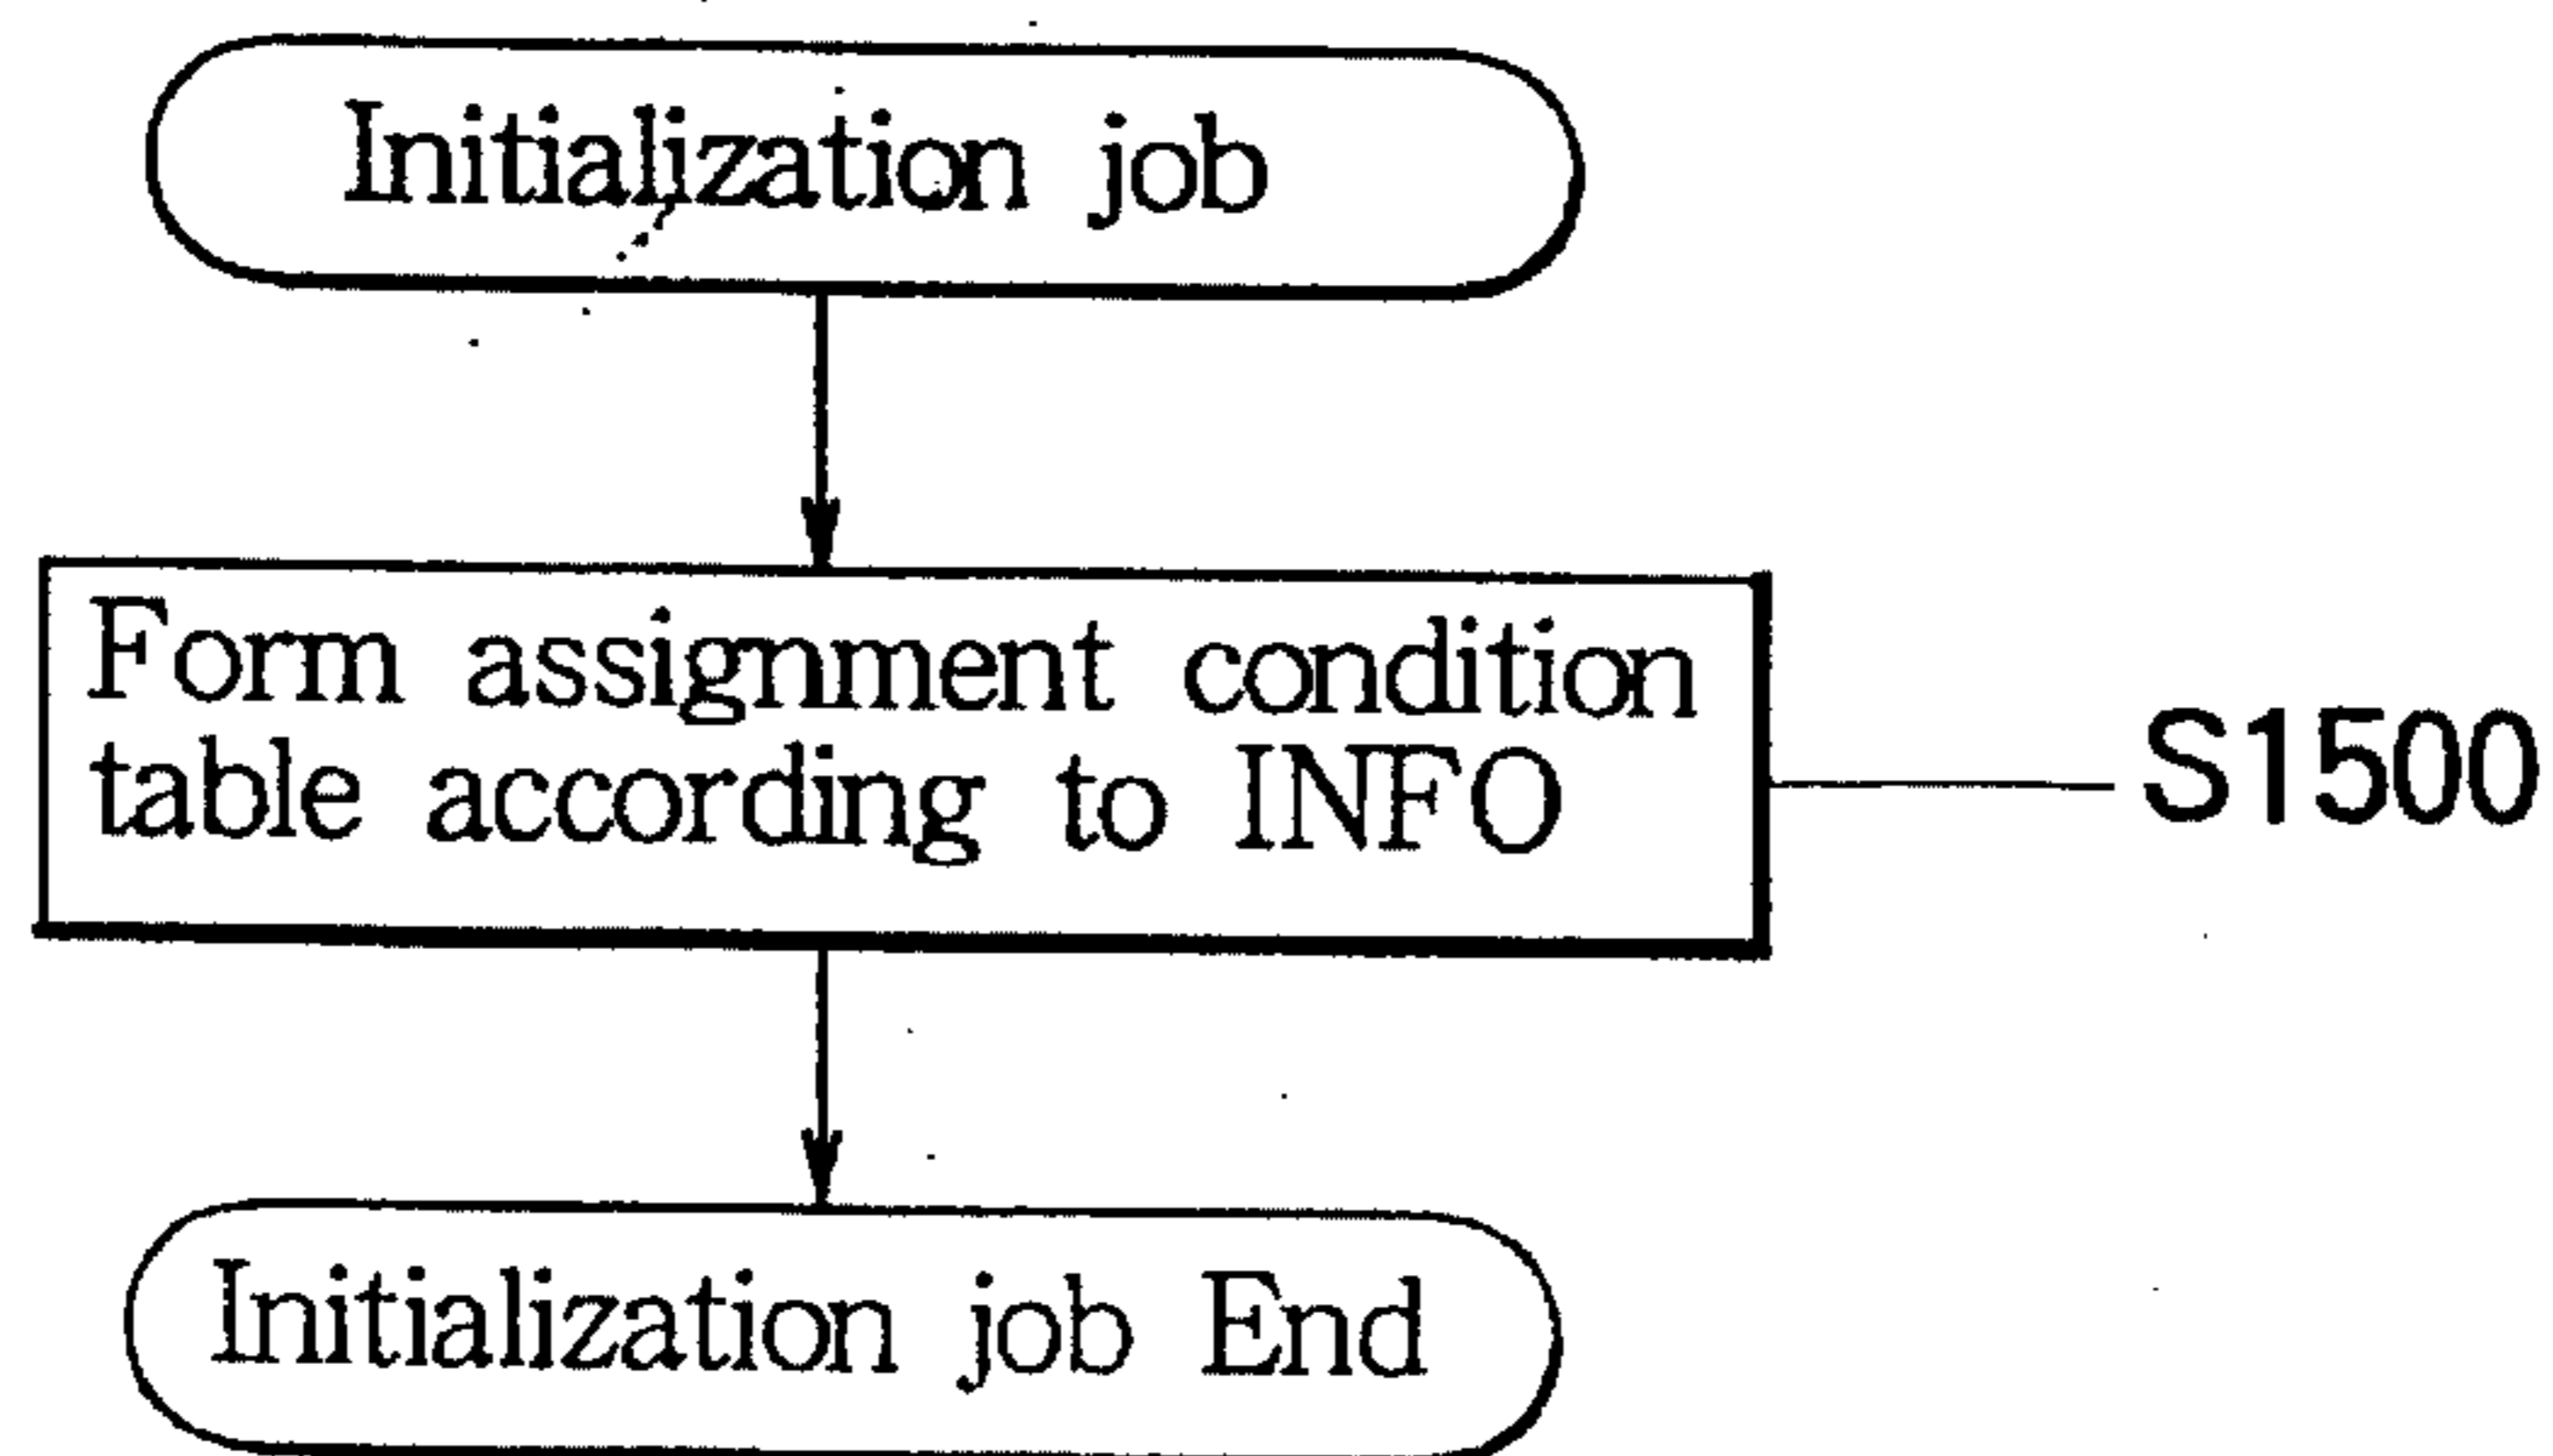 Initialization job
Form assignment condition
table according to INFO
S1500
Initialization job End